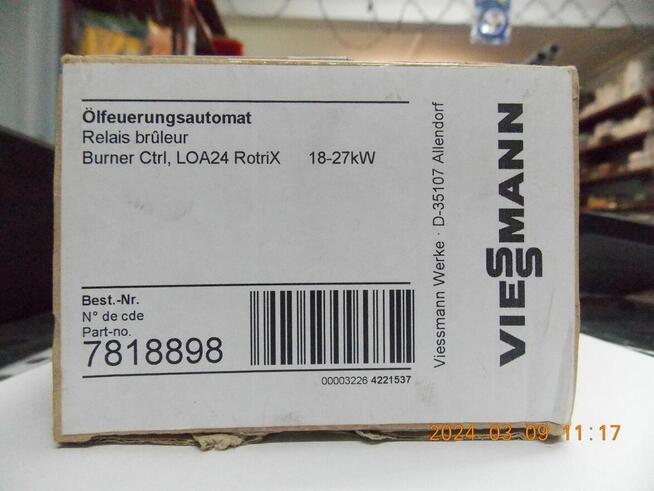 Ölfeuerungsautomat
Relais brûleur
Burner Ctrl, LOA24 RotriX 18-27kW
Best.-Nr.
N° de cde
Part-no.
7818898
00003226 4221537
Viessmann Werke · D-35107 Allendorf
VIESSMANN
2024.03.09 11:17